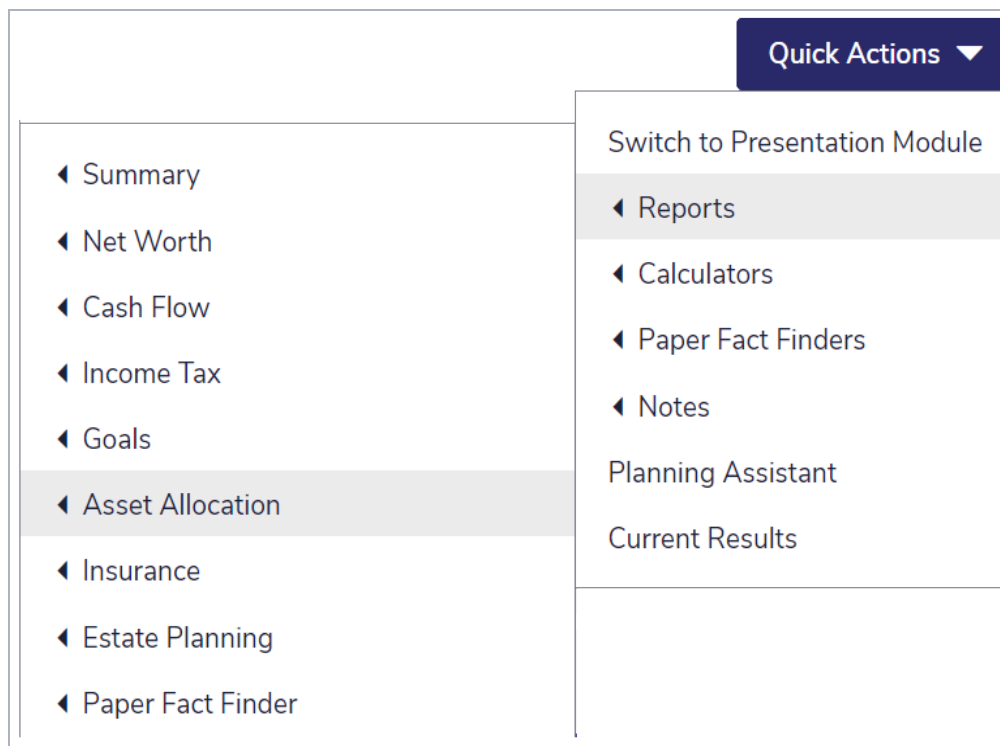 Quick Actions
Switch to Presentation Module
Reports
Calculators
Paper Fact Finders
Notes
Planning Assistant
Current Results
Summary
Net Worth
Cash Flow
Income Tax
Goals
Asset Allocation
Insurance
Estate Planning
Paper Fact Finder